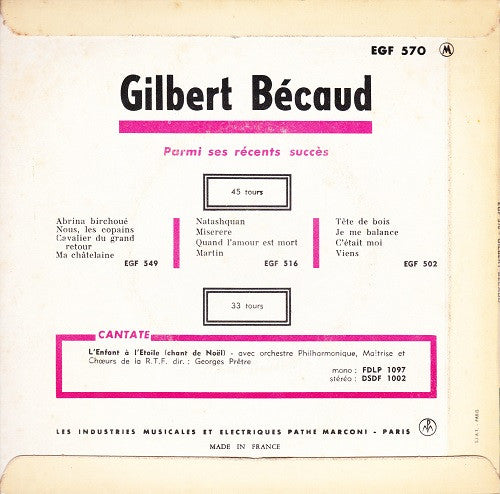 EGF 570 M
Gilbert Bécaud
Parmi ses récents succès
45 tours
Abrina birchoué
Nous, les copains
Cavalier du grand
retour
Ma châtelaine
EGF 549
Natashquan
Miserere
Quand l'amour est mort
Martin
EGF 516
Tête de bois
Je me balance
C'était moi
Viens
EGF 502
33 tours
CANTATE
L'Enfant à l'Etoile (chant de Noël) - avec orchestre Philharmonique, Maîtrise et
Chœurs de la R.T.F. dir. : Georges Prêtre
mono : FDLP 1097
stéréo : DSDF 1002
LES INDUSTRIES MUSICALES ET ELECTRIQUES PATHE MARCONI - PARIS
MADE IN FRANCE